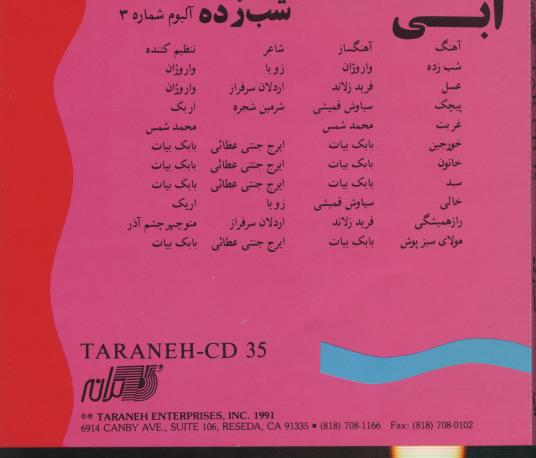 ابی شب‌زده آلبوم شماره ۳
آهنگ آهنگساز شاعر تنظیم کننده
شب زده واروژان زویا واروژان
عسل فرید زلاند اردلان سرفراز واروژان
پیچک سیاوش قمیشی شرمین شجره اریک
غربت محمد شمس محمد شمس
خورجین بابک بیات ایرج جنتی عطائی بابک بیات
خاتون بابک بیات ایرج جنتی عطائی بابک بیات
سبد بابک بیات ایرج جنتی عطائی بابک بیات
خالی سیاوش قمیشی زویا اریک
رازهمیشگی فرید زلاند اردلان سرفراز منوچهر چشم آذر
مولای سبز پوش بابک بیات ایرج جنتی عطائی بابک بیات
TARANEH-CD 35
ترانه
©℗ TARANEH ENTERPRISES, INC. 1991
6914 CANBY AVE., SUITE 106, RESEDA, CA 91335 • (818) 708-1166 Fax: (818) 708-0102